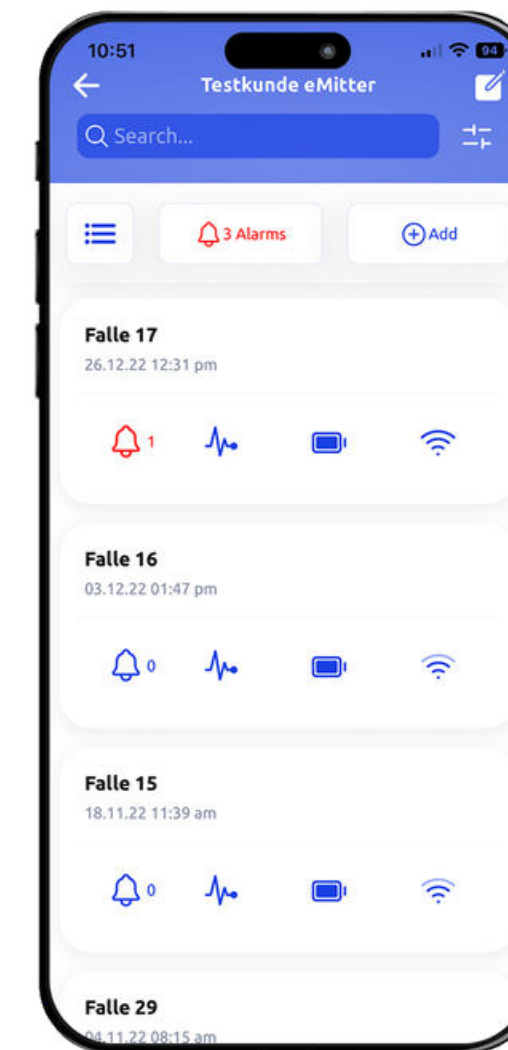 10:51
94
Testkunde eMitter
Search...
3 Alarms
Add
Falle 17
26.12.22 12:31 pm
1
Falle 16
03.12.22 01:47 pm
0
Falle 15
18.11.22 11:39 am
0
Falle 29
04.11.22 08:15 am